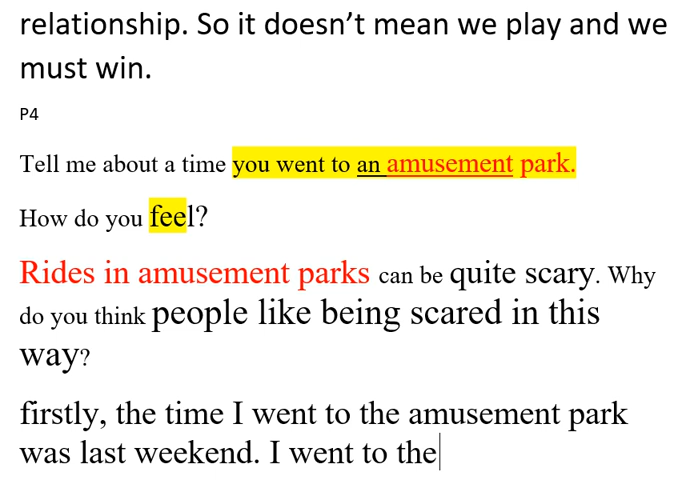 relationship. So it doesn’t mean we play and we
must win.
P4
Tell me about a time you went to an amusement park.
How do you feel?
Rides in amusement parks can be quite scary. Why
do you think people like being scared in this
way?
firstly, the time I went to the amusement park
was last weekend. I went to the